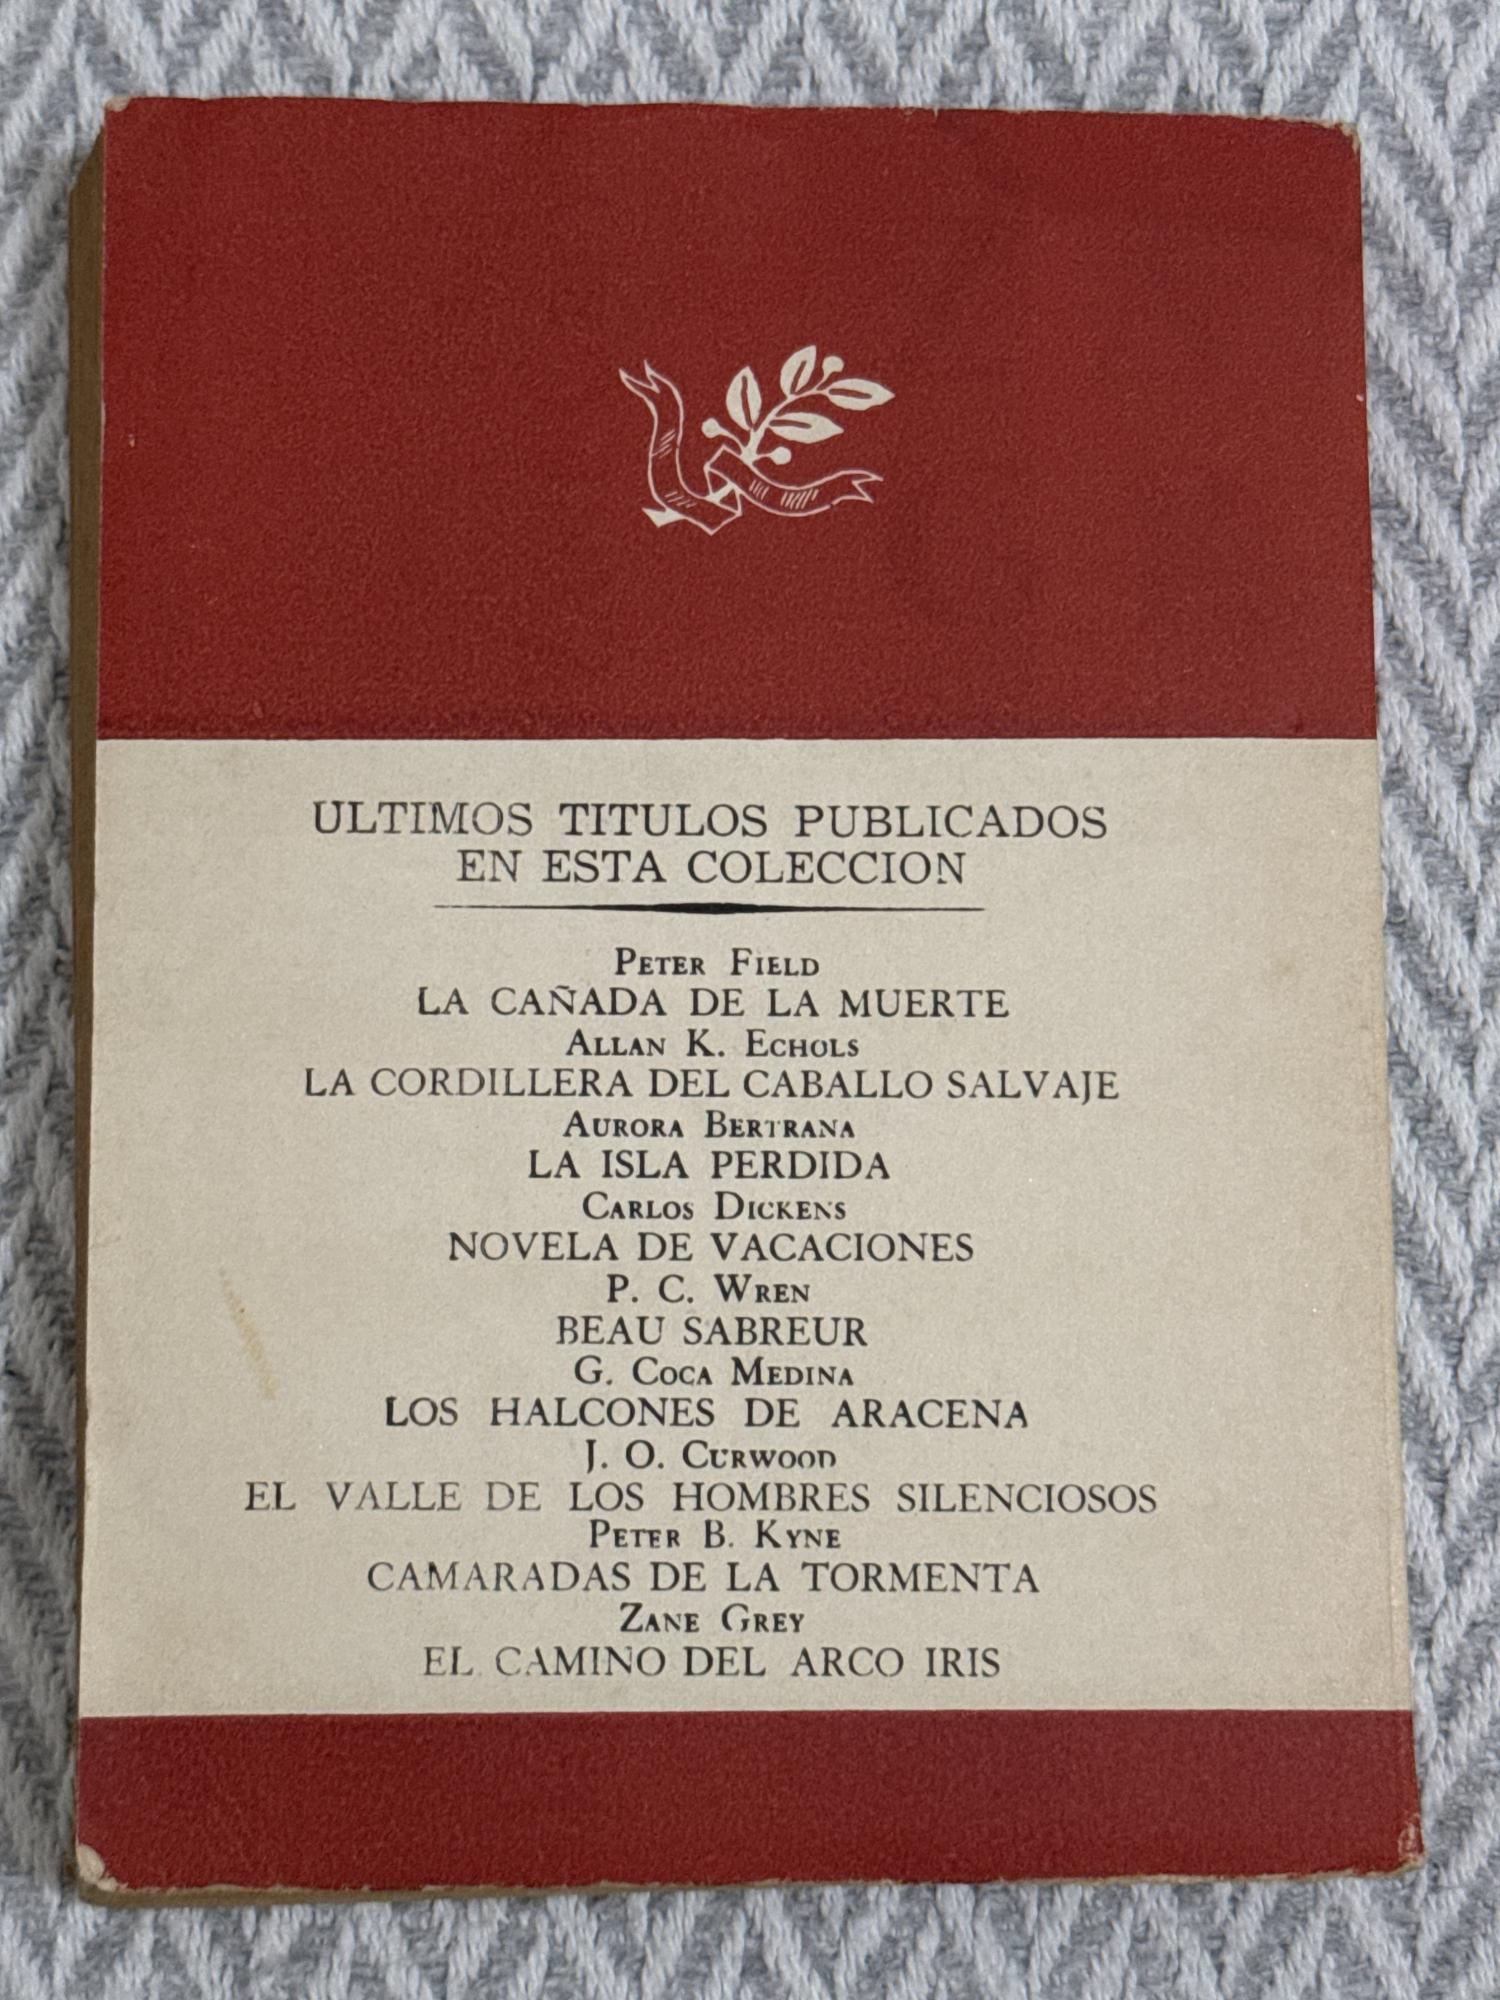 ULTIMOS TITULOS PUBLICADOS
EN ESTA COLECCION
PETER FIELD
LA CAÑADA DE LA MUERTE
ALLAN K. ECHOLS
LA CORDILLERA DEL CABALLO SALVAJE
AURORA BERTRANA
LA ISLA PERDIDA
CARLOS DICKENS
NOVELA DE VACACIONES
P. C. WREN
BEAU SABREUR
G. COCA MEDINA
LOS HALCONES DE ARACENA
J. O. CURWOOD
EL VALLE DE LOS HOMBRES SILENCIOSOS
PETER B. KYNE
CAMARADAS DE LA TORMENTA
ZANE GREY
EL CAMINO DEL ARCO IRIS